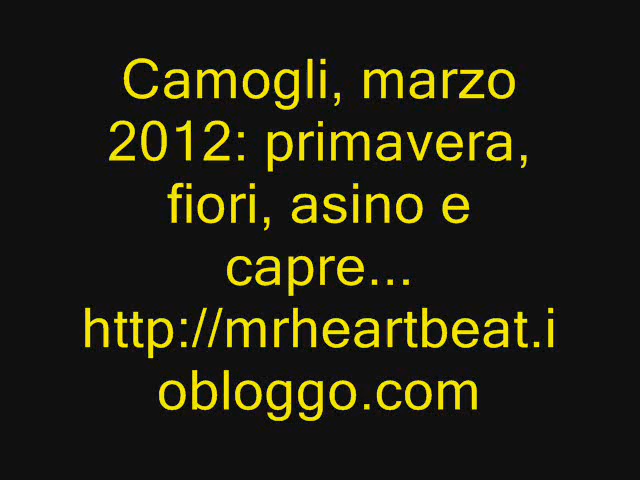 Camogli, marzo
2012: primavera,
fiori, asino e
capre...
http://mrheartbeat.i
obloggo.com